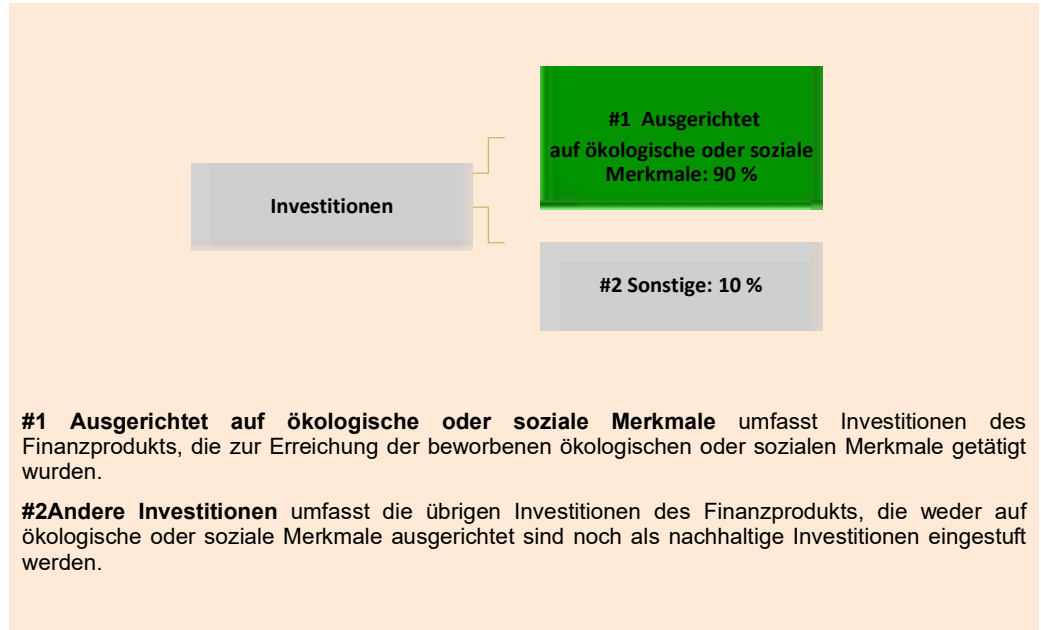 #1 Ausgerichtet
auf ökologische oder soziale
Merkmale: 90 %
Investitionen
#2 Sonstige: 10 %
#1 Ausgerichtet auf ökologische oder soziale Merkmale umfasst Investitionen des
Finanzprodukts, die zur Erreichung der beworbenen ökologischen oder sozialen Merkmale getätigt
wurden.
#2Andere Investitionen umfasst die übrigen Investitionen des Finanzprodukts, die weder auf
ökologische oder soziale Merkmale ausgerichtet sind noch als nachhaltige Investitionen eingestuft
werden.